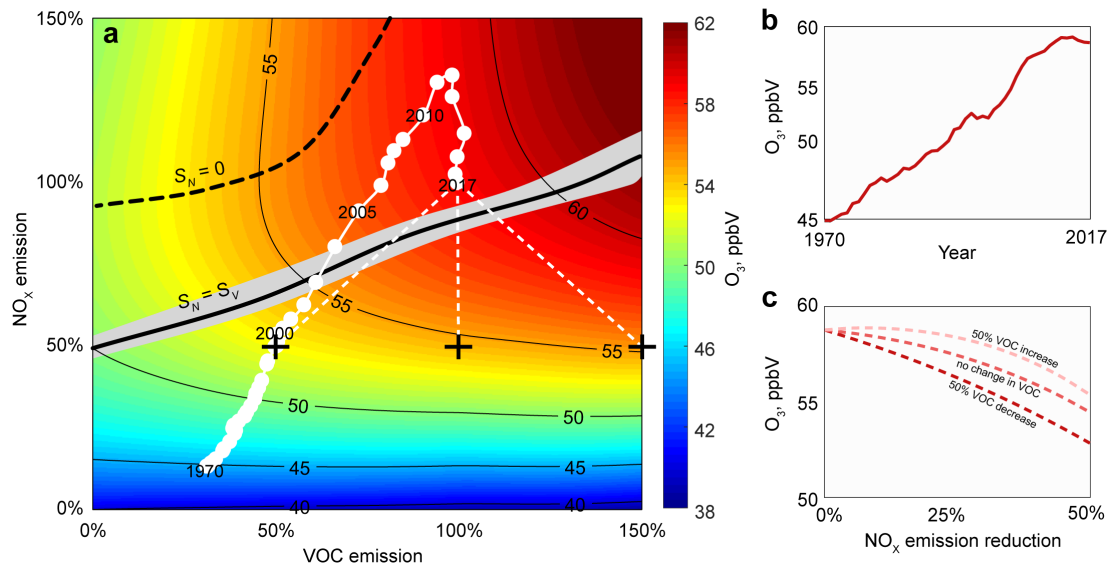 a
150%
100%
50%
0%
NOX emission
0%
50%
100%
150%
VOC emission
55
SN = 0
2010
2017
2005
60
SN = SV
55
2000
55
50
50
1970
45
45
40
40
62
58
54
50
46
42
38
O3, ppbV
b
60
55
50
45
O3, ppbV
1970
2017
Year
c
60
55
50
O3, ppbV
50% VOC increase
no change in VOC
50% VOC decrease
0%
25%
50%
NOX emission reduction